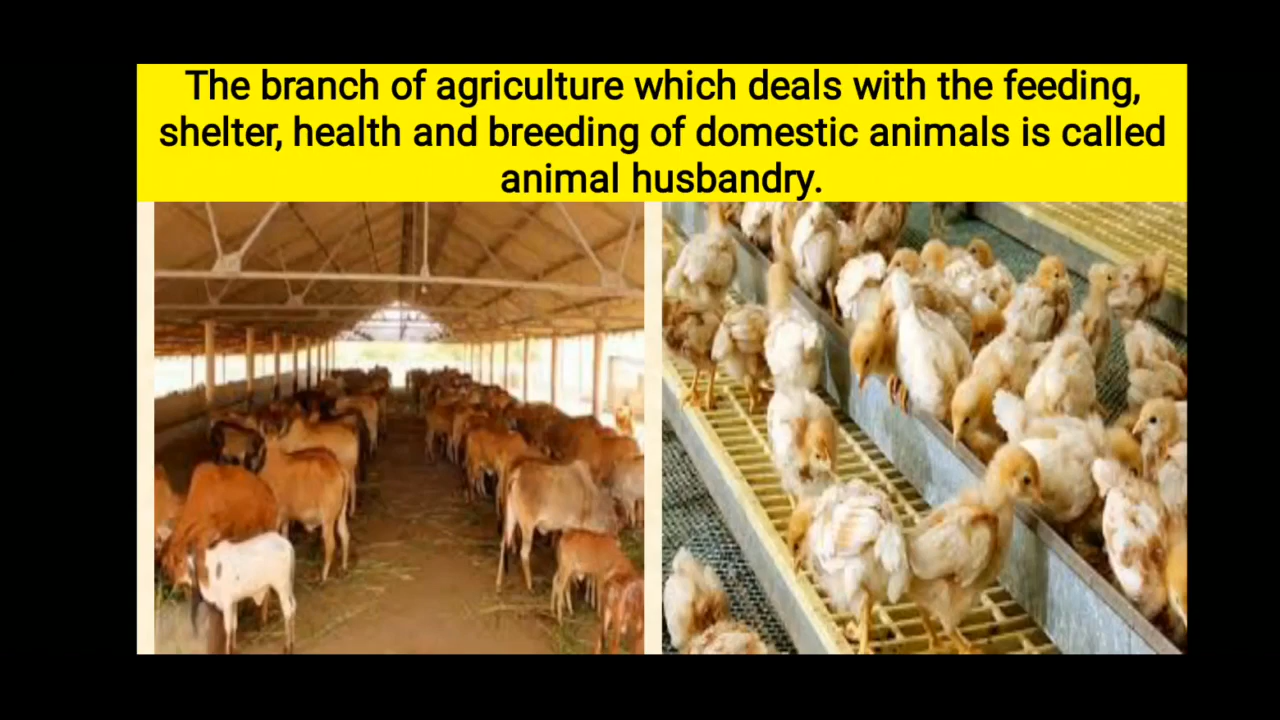 The branch of agriculture which deals with the feeding,
shelter, health and breeding of domestic animals is called
animal husbandry.